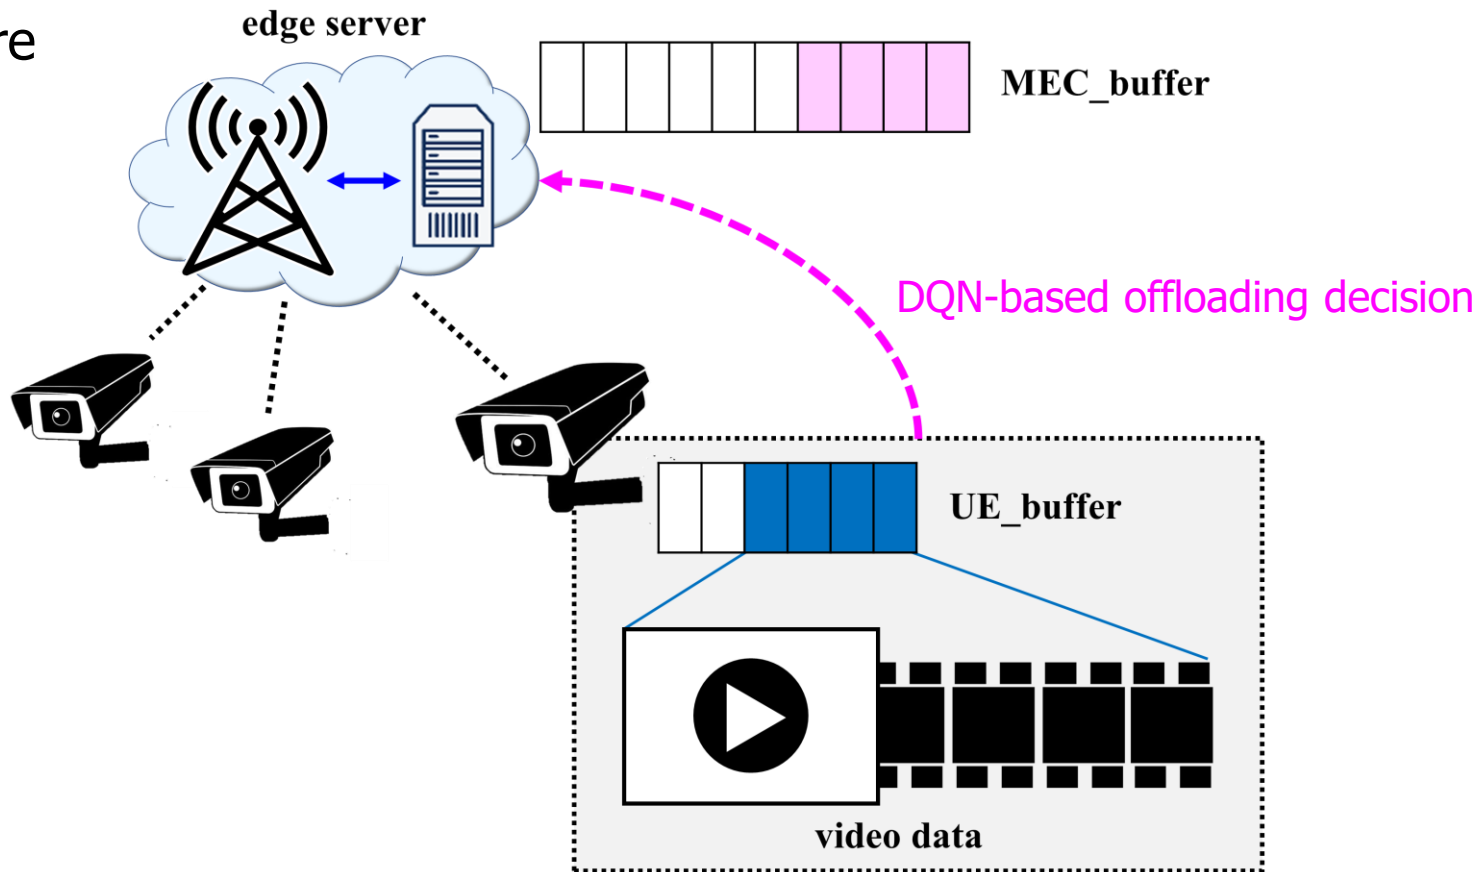 edge server
MEC_buffer
DQN-based offloading decision
UE_buffer
video data